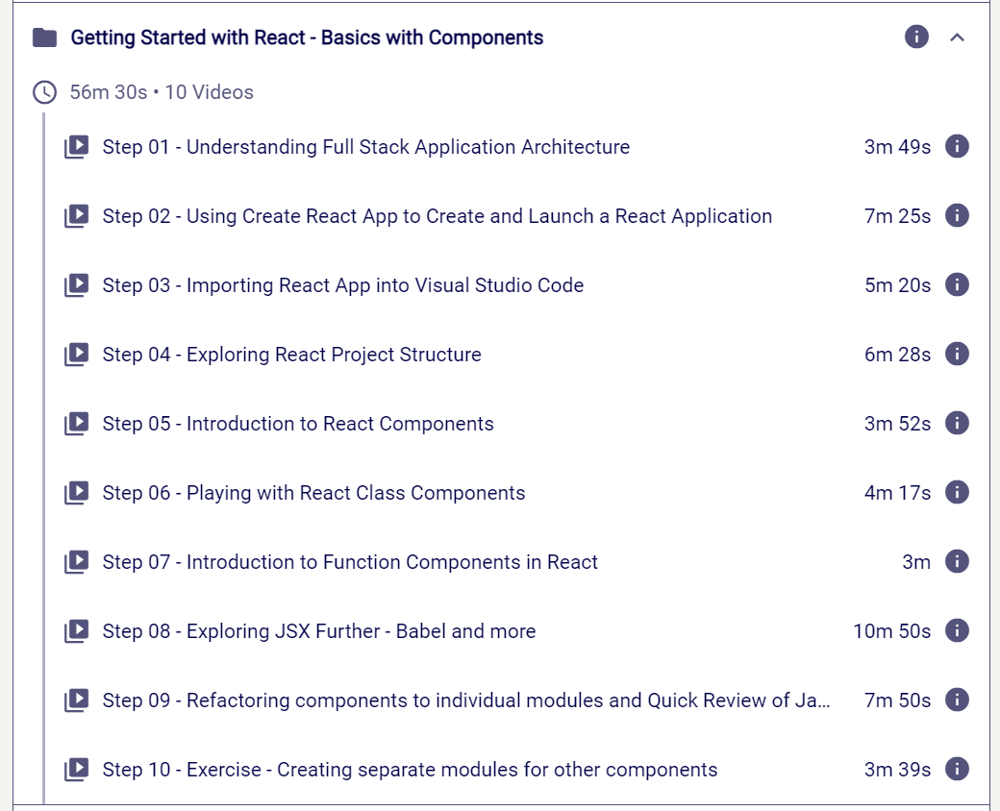 Getting Started with React - Basics with Components
56m 30s • 10 Videos
Step 01 - Understanding Full Stack Application Architecture 3m 49s
Step 02 - Using Create React App to Create and Launch a React Application 7m 25s
Step 03 - Importing React App into Visual Studio Code 5m 20s
Step 04 - Exploring React Project Structure 6m 28s
Step 05 - Introduction to React Components 3m 52s
Step 06 - Playing with React Class Components 4m 17s
Step 07 - Introduction to Function Components in React 3m
Step 08 - Exploring JSX Further - Babel and more 10m 50s
Step 09 - Refactoring components to individual modules and Quick Review of Ja... 7m 50s
Step 10 - Exercise - Creating separate modules for other components 3m 39s